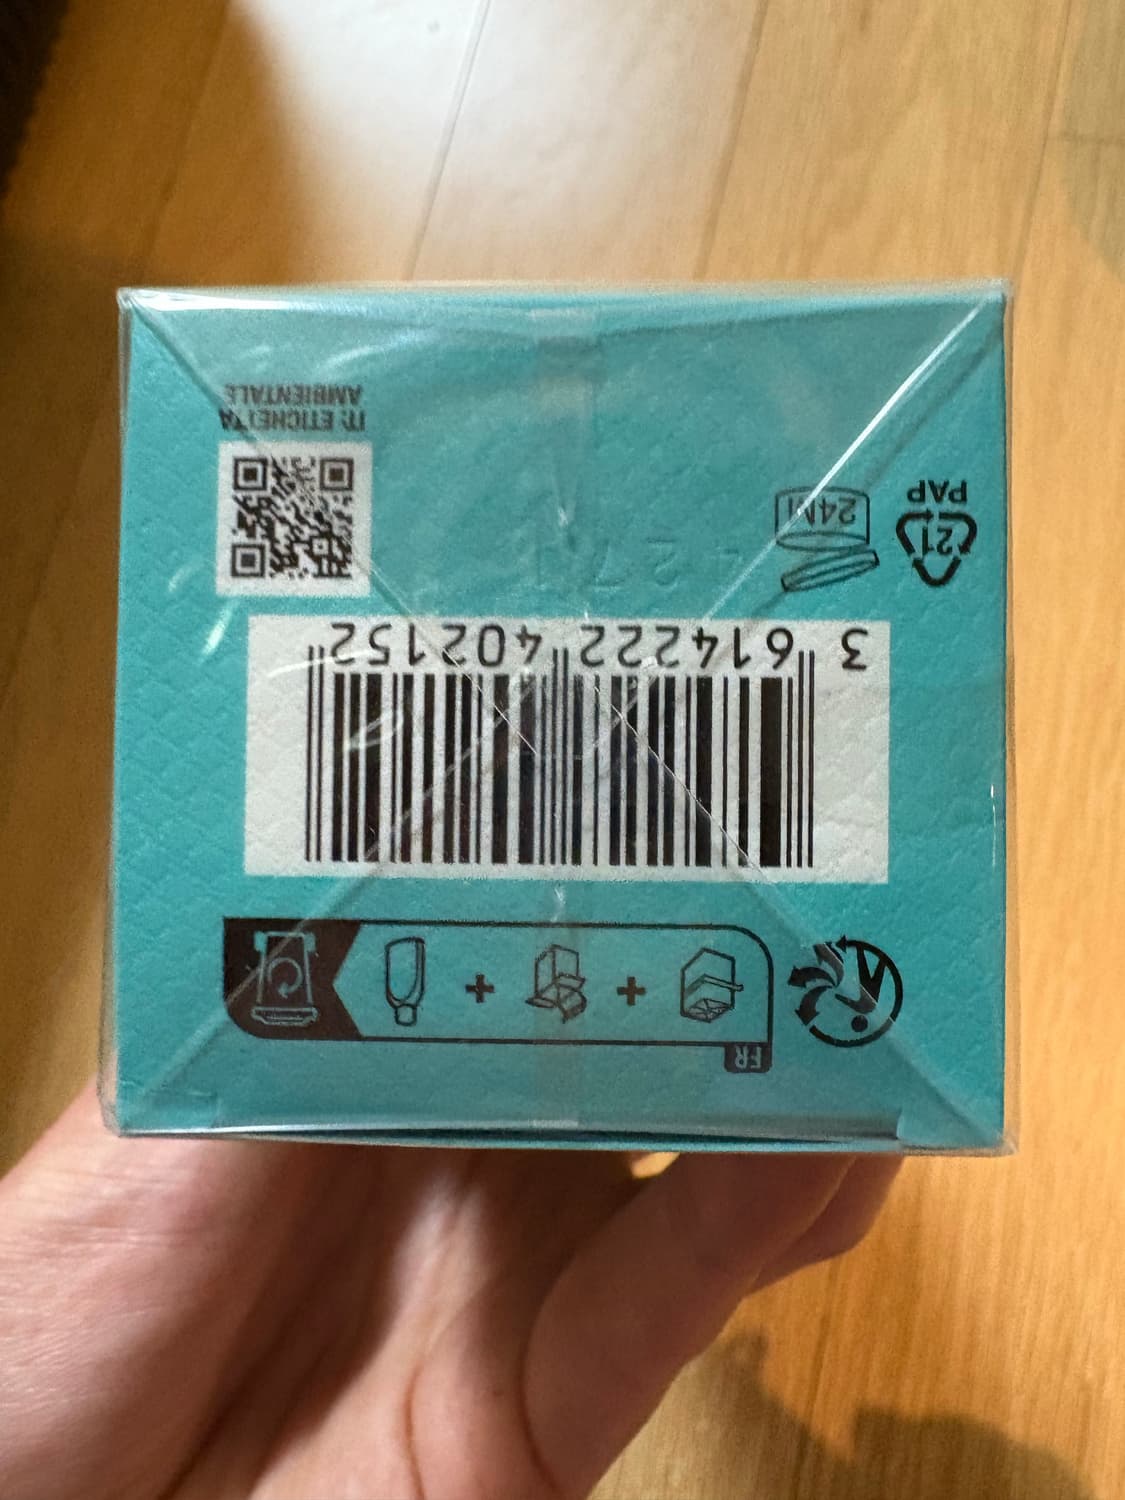 FR
3 614222 402152
21
PAP
24M
IT: ETICHETTA
AMBIENTALE